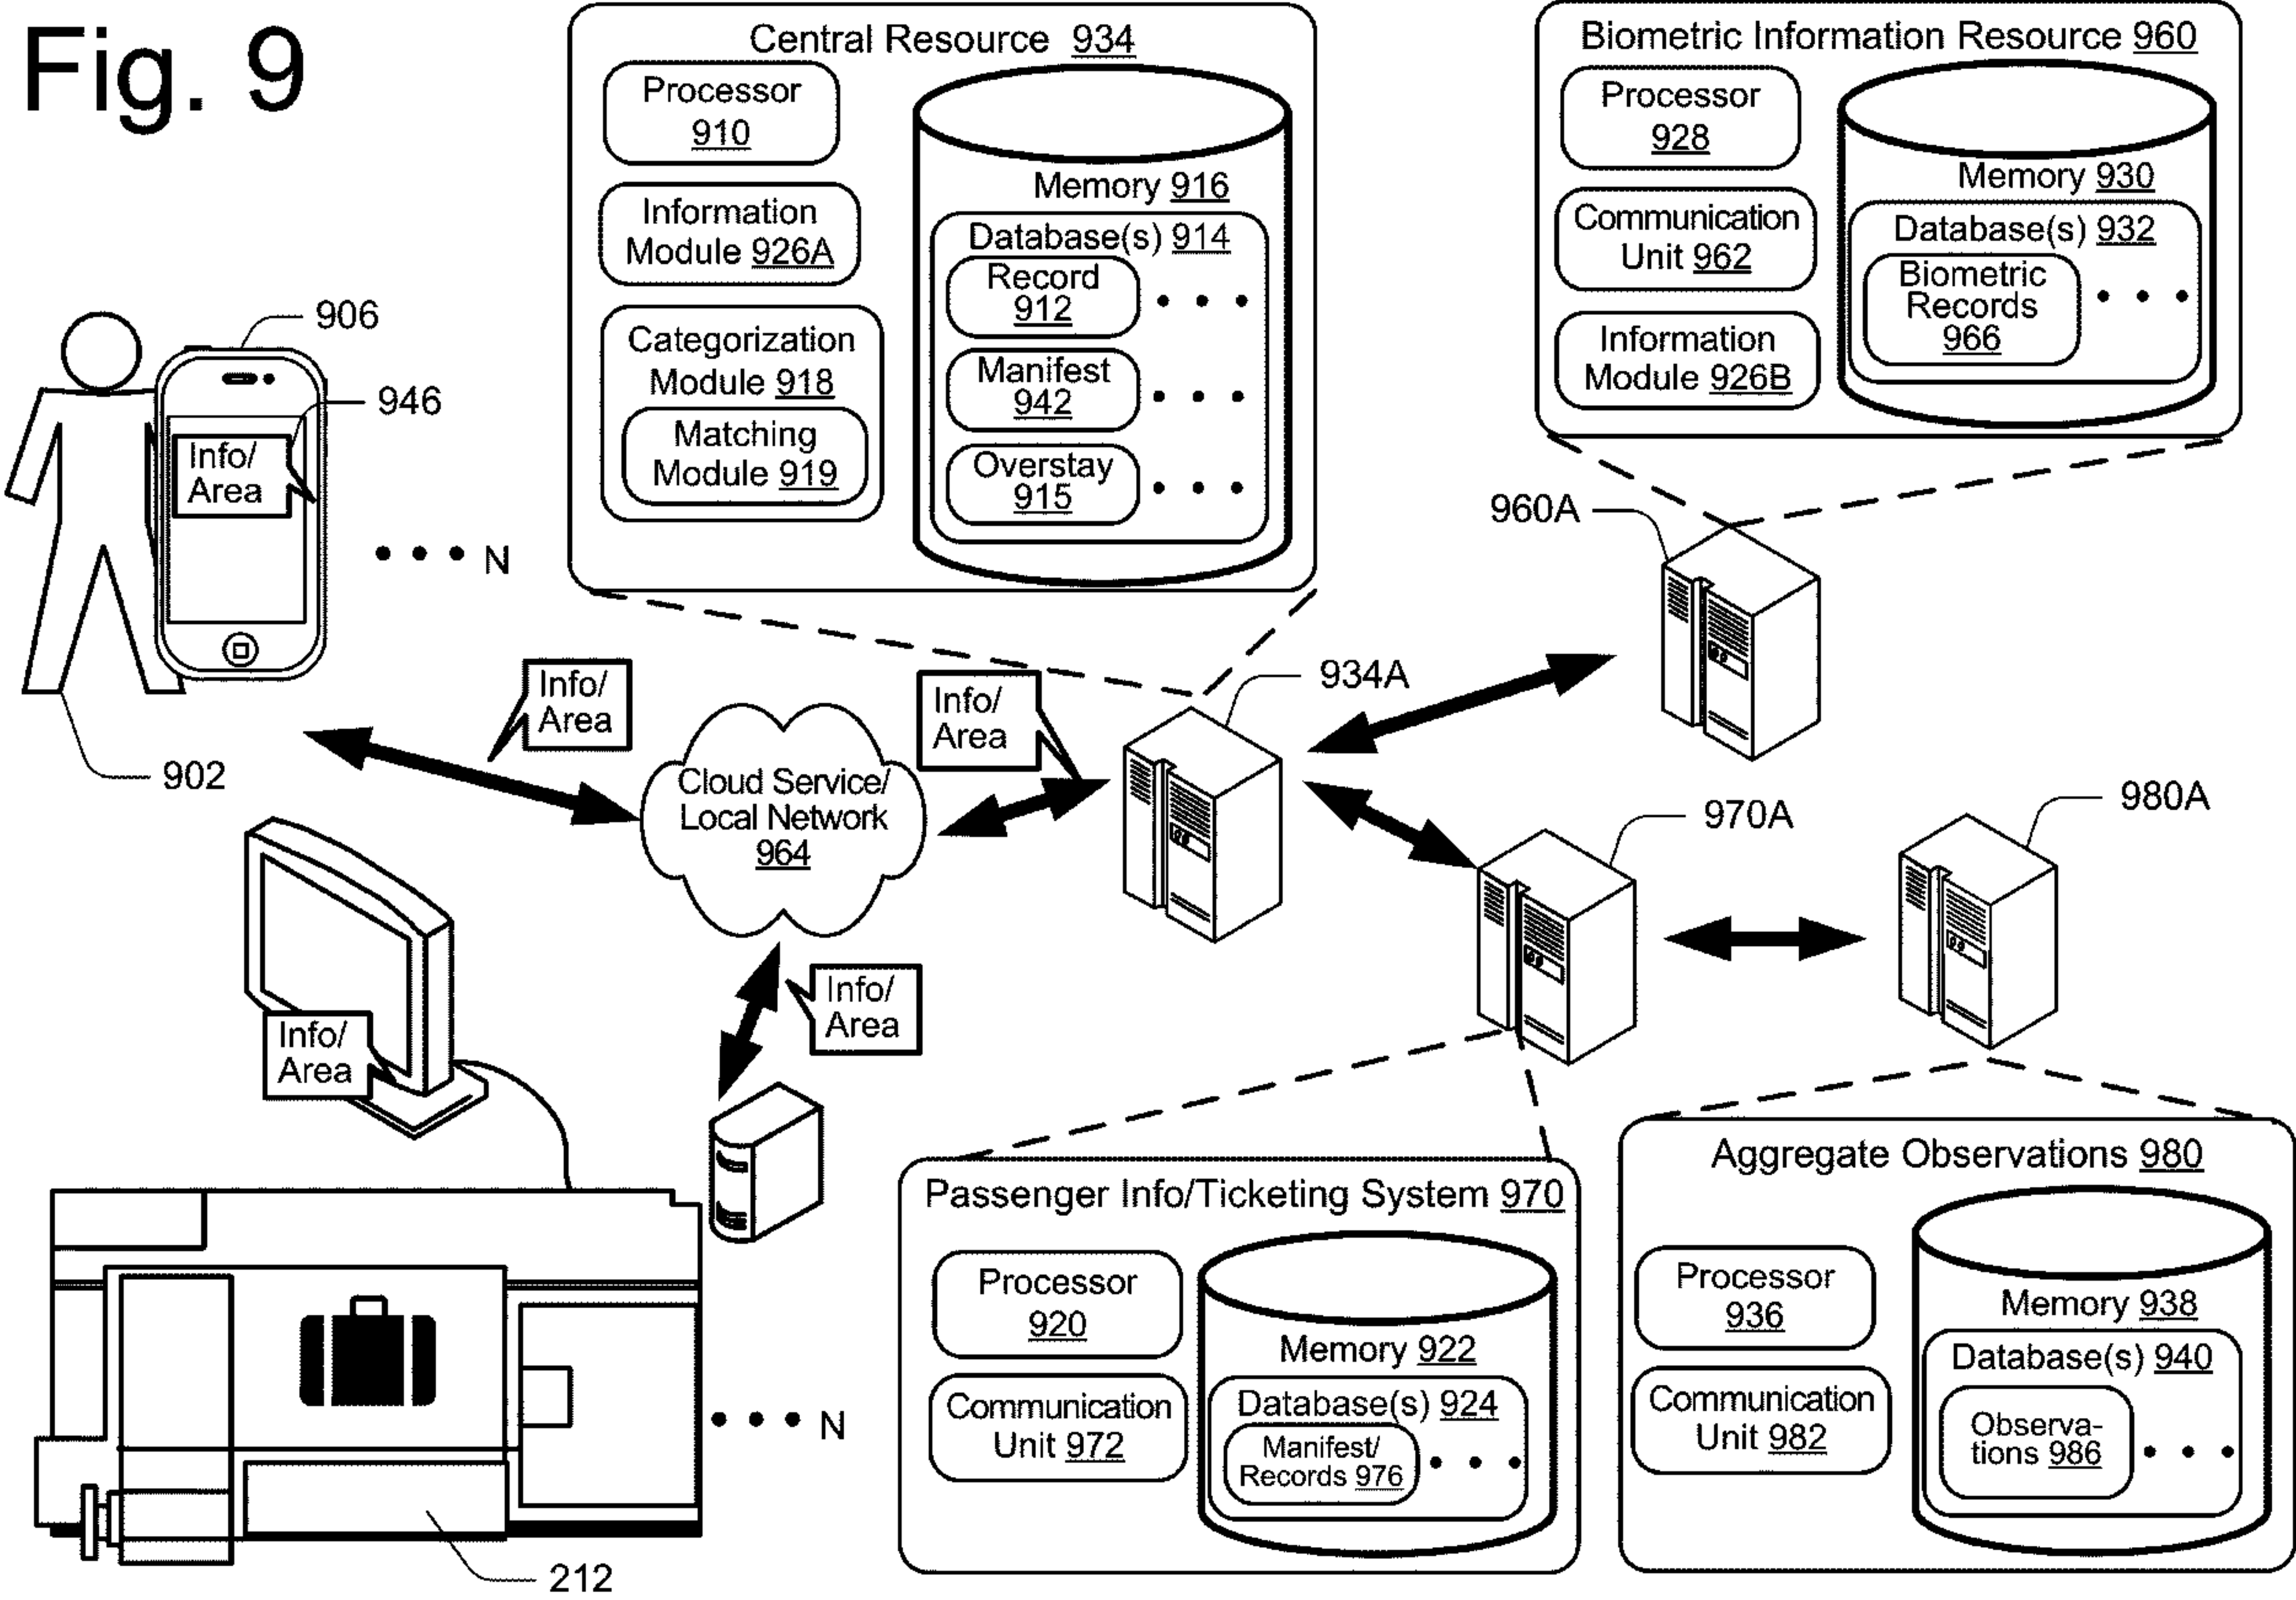 Fig. 9
Central Resource 934
Processor
910
Information
Module 926A
Categorization
Module 918
Matching
Module 919
Memory 916
Database(s) 914
Record
912
Manifest
942
Overstay
915
Biometric Information Resource 960
Processor
928
Communication
Unit 962
Information
Module 926B
Memory 930
Database(s) 932
Biometric
Records
966
906
946
Info/
Area
N
902
Info/
Area
Info/
Area
934A
960A
Cloud Service/
Local Network
964
970A
980A
Info/
Area
Info/
Area
N
212
Passenger Info/Ticketing System 970
Processor
920
Communication
Unit 972
Memory 922
Database(s) 924
Manifest/
Records 976
Aggregate Observations 980
Processor
936
Communication
Unit 982
Memory 938
Database(s) 940
Observa-
tions 986